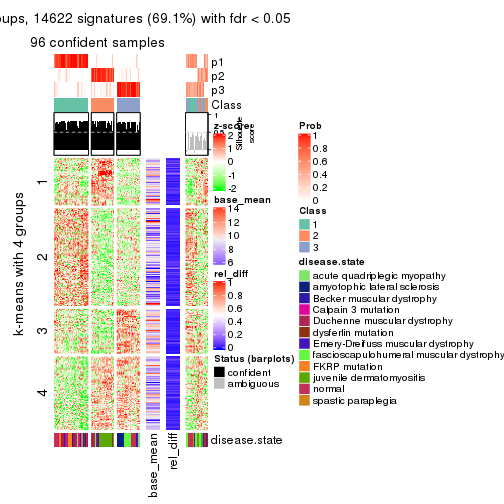 oups, 14622 signatures (69.1%) with fdr < 0.05
96 confident samples
p1
p2
p3
Class
1
Silhouette
score
z-score
2
1
0
-1
-2
base_mean
14
12
10
8
6
rel_diff
1
0.8
0.6
0.4
0.2
0
Status (barplots)
confident
ambiguous
Prob
1
0.8
0.6
0.4
0.2
0
Class
1
2
3
disease.state
acute quadriplegic myopathy
amyotophic lateral sclerosis
Becker muscular dystrophy
Calpain 3 mutation
Duchenne muscular dystrophy
dysferlin mutation
Emery-Dreifuss muscular dystrophy
fascioscapulohumeral muscular dystrophy
FKRP mutation
juvenile dermatomyositis
normal
spastic paraplegia
k-means with 4 groups
1
2
3
4
disease.state
base_mean
rel_diff